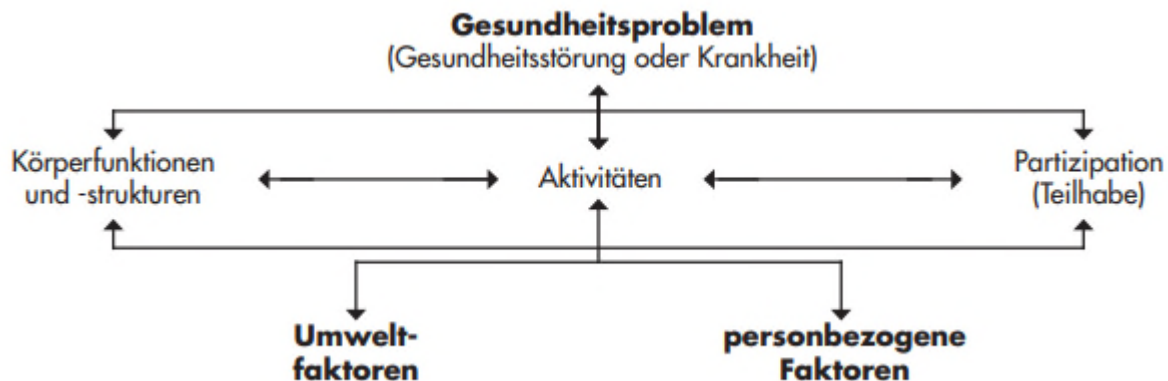 Gesundheitsproblem
(Gesundheitsstörung oder Krankheit)
Körperfunktionen
und -strukturen
Aktivitäten
Partizipation
(Teilhabe)
Umwelt-
faktoren
personbezogene
Faktoren